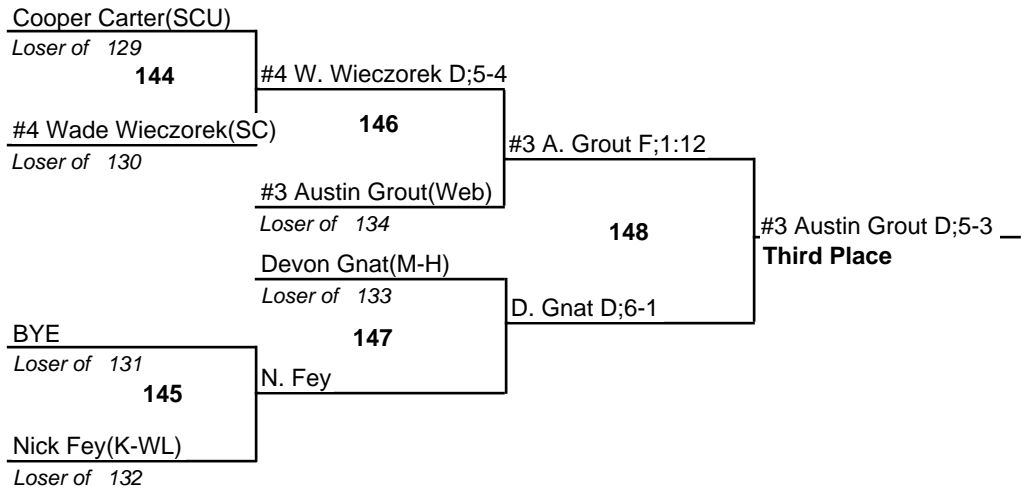 Cooper Carter(SCU)
Loser of 129
144
#4 W. Wieczorek D;5-4
#4 Wade Wieczorek(SC)
Loser of 130
146
#3 A. Grout F;1:12
#3 Austin Grout(Web)
Loser of 134
148
#3 Austin Grout D;5-3
Third Place
Devon Gnat(M-H)
Loser of 133
D. Gnat D;6-1
147
BYE
Loser of 131
145
N. Fey
Nick Fey(K-WL)
Loser of 132